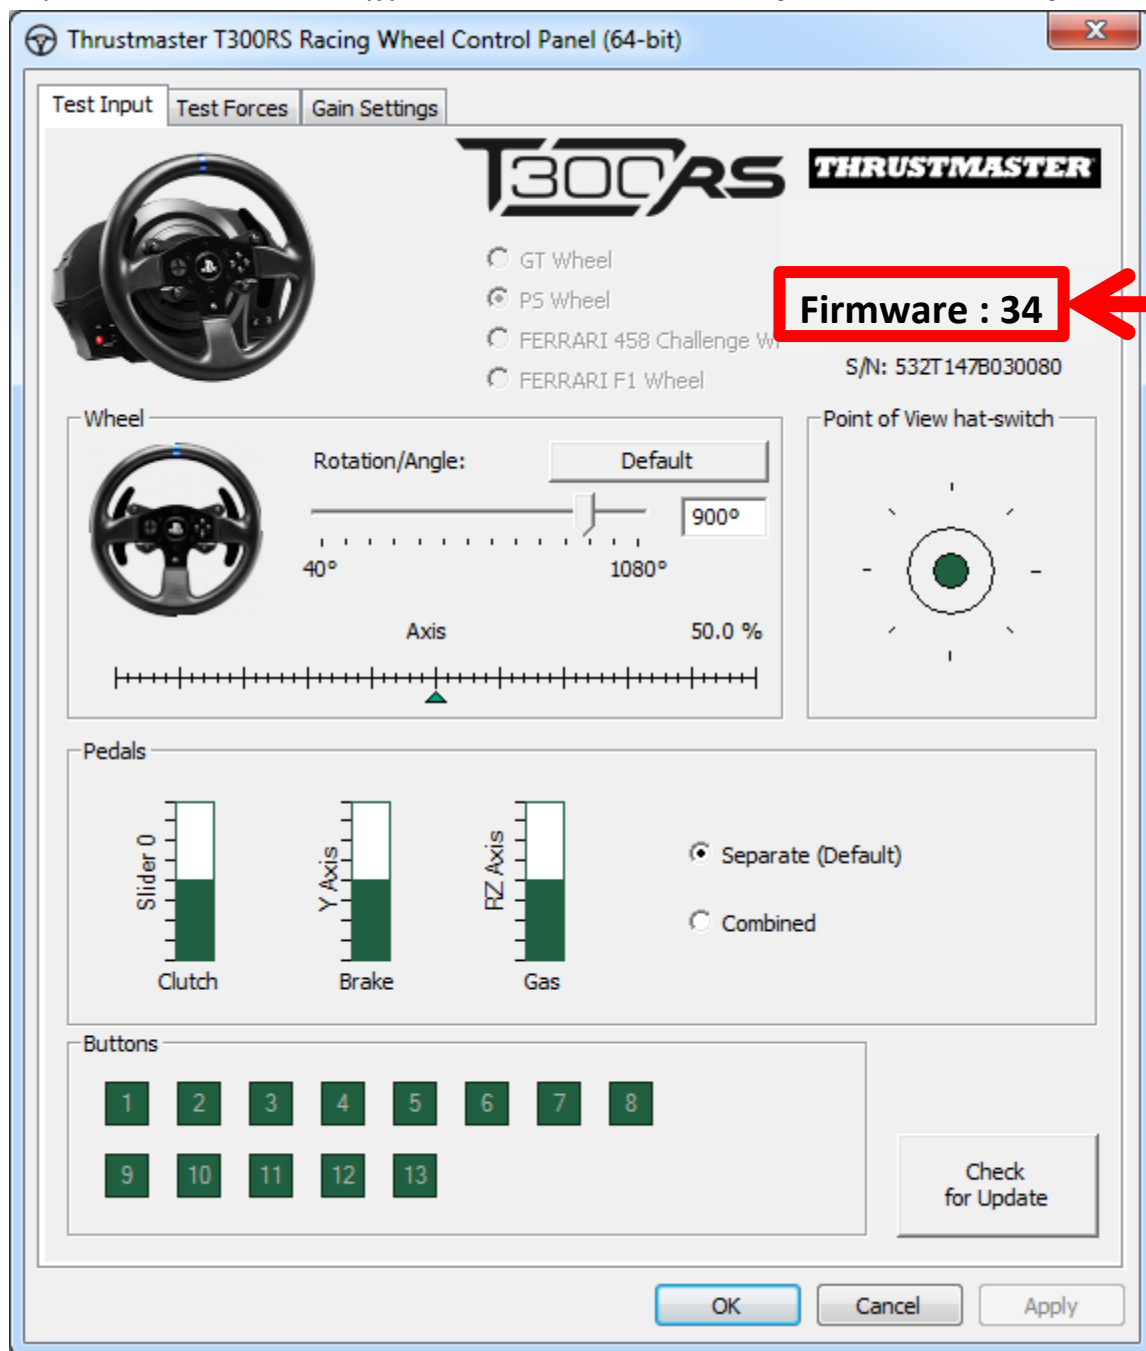 Thrustmaster T300RS Racing Wheel Control Panel (64-bit)
x
Test Input Test Forces Gain Settings
T300RS THRUSTMASTER
GT Wheel
PS Wheel
Firmware : 34
FERRARI 458 Challenge
S/N: 532T147B030080
FERRARI F1 Wheel
Wheel
Rotation/Angle: Default
900°
40° 1080°
Axis 50.0 %
Point of View hat-switch
Pedals
Slider 0
Clutch
Y Axis
Brake
RZ Axis
Gas
Separate (Default)
Combined
Buttons
1 2 3 4 5 6 7 8
9 10 11 12 13
Check
for Update
OK Cancel Apply